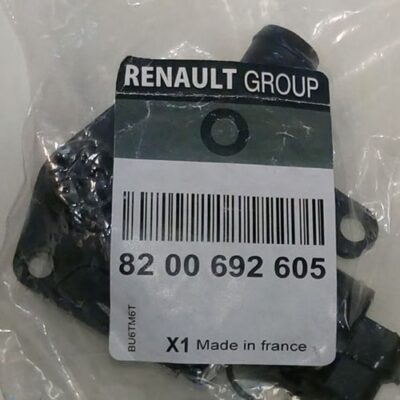 RENAULT GROUP
82 00 692 605
BU6TM6T
X1 Made in france